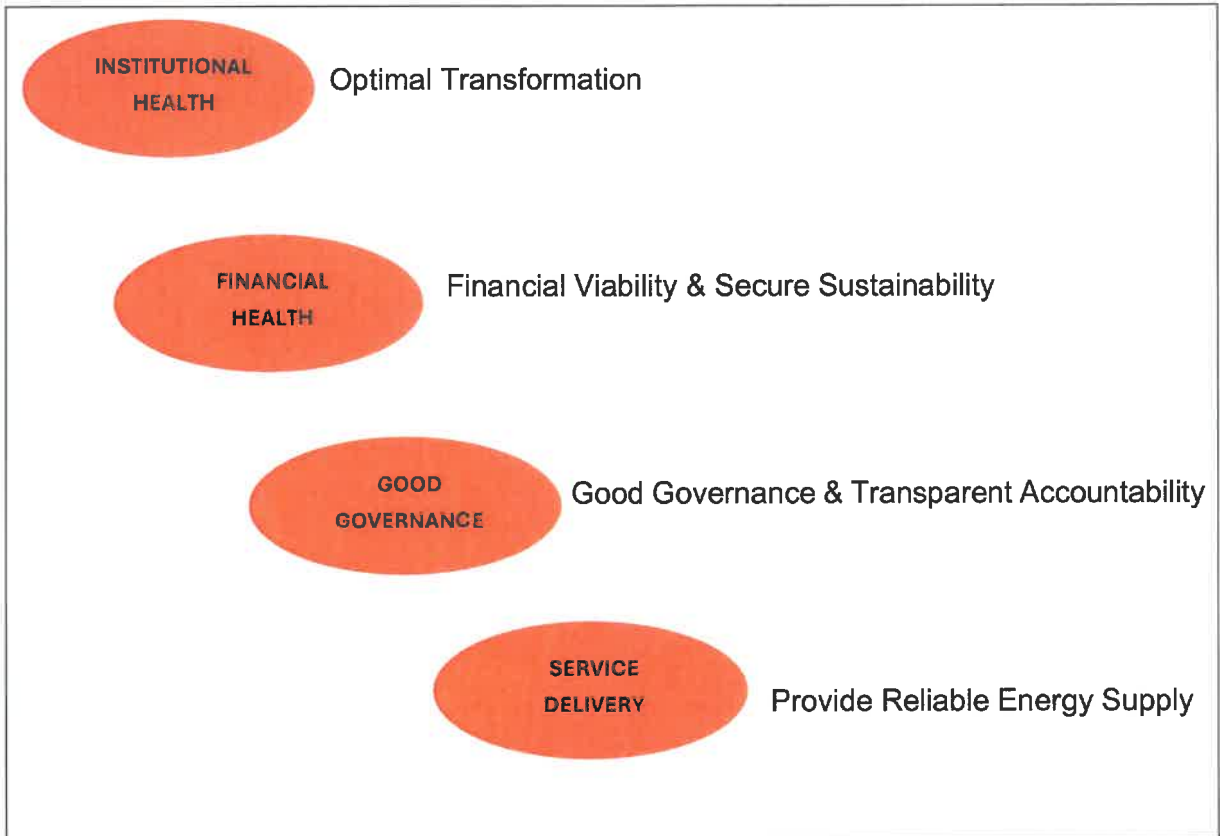 INSTITUTIONAL
HEALTH
Optimal Transformation
FINANCIAL
HEALTH
Financial Viability & Secure Sustainability
GOOD
GOVERNANCE
Good Governance & Transparent Accountability
SERVICE
DELIVERY
Provide Reliable Energy Supply